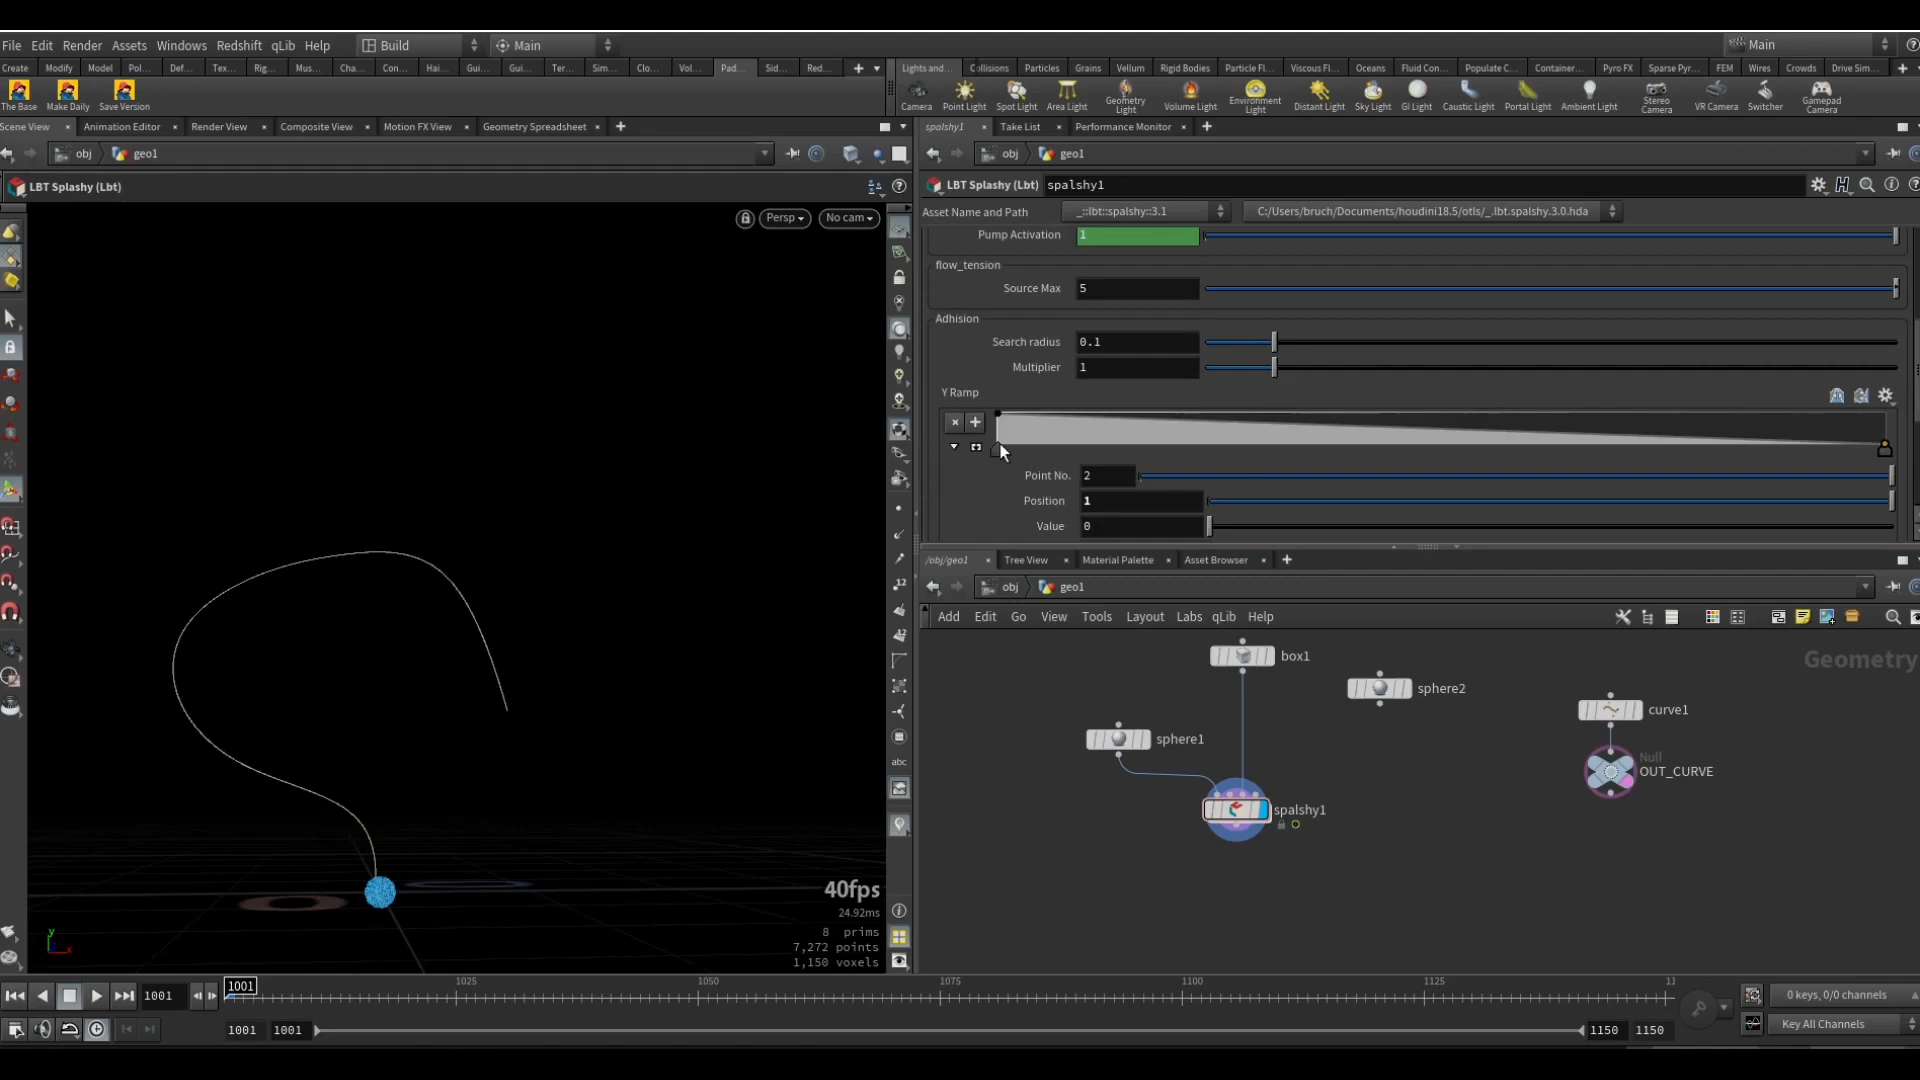 File Edit Render Assets Windows Redshift qLib Help Build Main Main
Create Modify Model Pol... Def... Tex... Rig... Mus... Cha... Con... Hai... Gui... Gui... Ter... Sim... Clo... Vol... Pad... Sid... Red...
Lights and... Collisions Particles Grains Vellum Rigid Bodies Particle Fl... Viscous Fl... Oceans Fluid Con... Populate C... Container... Pyro FX Sparse Pyr... FEM Wires Crowds Drive Sim...
The Base Make Daily Save Version
Camera Point Light Spot Light Area Light Geometry Light Volume Light Environment Light Distant Light Sky Light GI Light Caustic Light Portal Light Ambient Light Stereo Camera VR Camera Switcher Gamepad Camera
Scene View Animation Editor Render View Composite View Motion FX View Geometry Spreadsheet
spalshy1 Take List Performance Monitor
obj geo1
obj geo1
LBT Splashy (Lbt)
LBT Splashy (Lbt) spalshy1
Asset Name and Path _::lbt::spalshy::3.1 C:/Users/bruch/Documents/houdini18.5/otls/_.lbt.spalshy.3.0.hda
Persp No cam
Pump Activation 1
flow_tension
Source Max 5
Adhision
Search radius 0.1
Multiplier 1
Y Ramp
Point No. 2
Position 1
Value 0
/obj/geo1 Tree View Material Palette Asset Browser
obj geo1
Add Edit Go View Tools Layout Labs qLib Help
Geometry
box1
sphere2
curve1
sphere1
Null
OUT_CURVE
spalshy1
12
12
abc
40fps
24.92ms
8 prims
7,272 points
1,150 voxels
y
x
1001
1001 1025 1050 1075 1100 1125 11
0 keys, 0/0 channels
1001 1001 1150 1150
Key All Channels